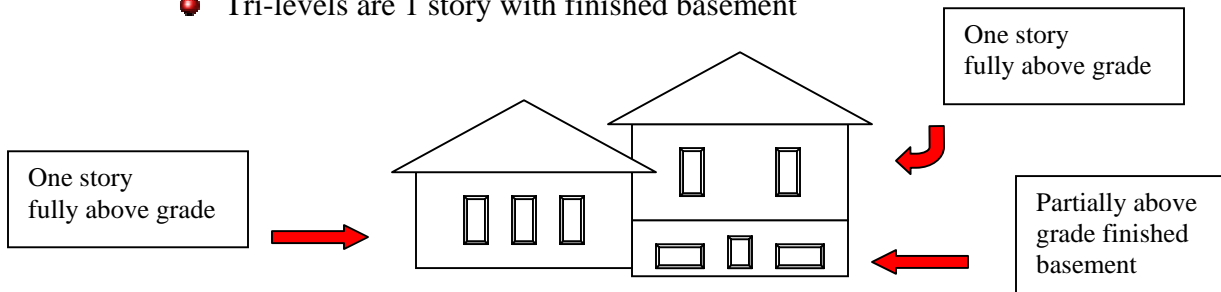 Tri-levels are 1 story with finished basement
One story
fully above grade
One story
fully above grade
Partially above
grade finished
basement